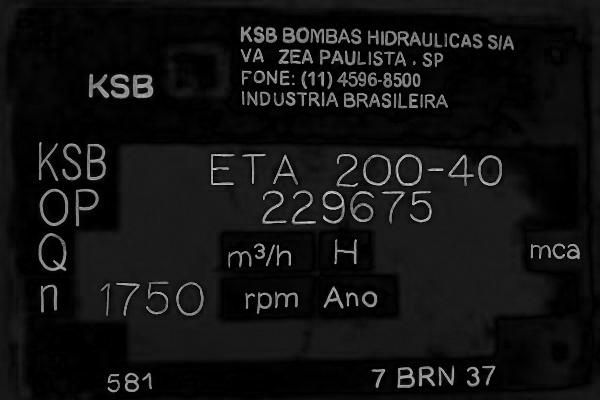 KSB BOMBAS HIDRAULICAS S/A
VA ZEA PAULISTA . SP
FONE: (11) 4596-8500
INDUSTRIA BRASILEIRA
KSB
KSB ETA 200-40
OP 229675
Q m³/h H mca
n 1750 rpm Ano
581 7 BRN 37